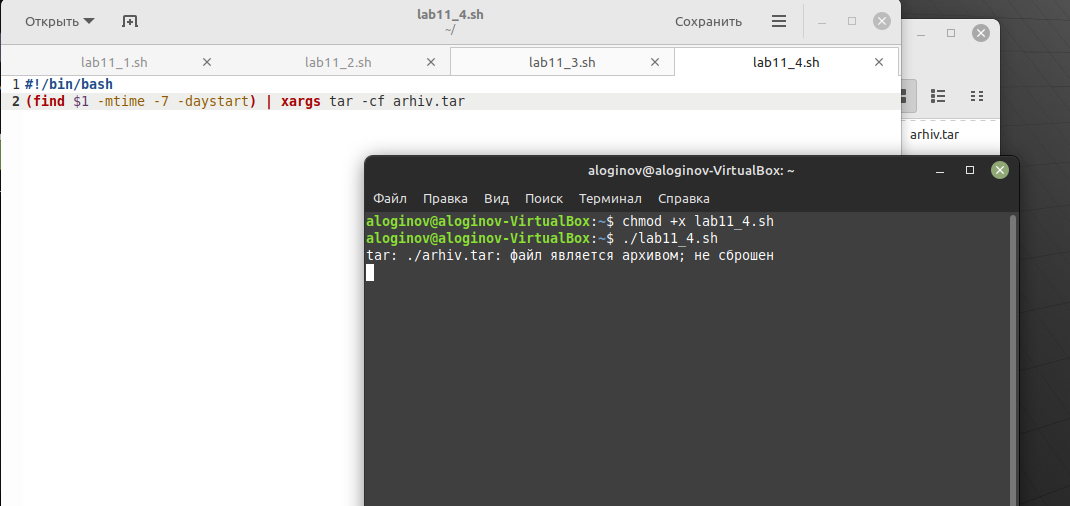 Открыть
lab11_4.sh
~/
Сохранить
lab11_1.sh
lab11_2.sh
lab11_3.sh
lab11_4.sh
1 #!/bin/bash
2 (find $1 -mtime -7 -daystart) | xargs tar -cf arhiv.tar
arhiv.tar
aloginov@aloginov-VirtualBox: ~
Файл Правка Вид Поиск Терминал Справка
aloginov@aloginov-VirtualBox:~$ chmod +x lab11_4.sh
aloginov@aloginov-VirtualBox:~$ ./lab11_4.sh
tar: ./arhiv.tar: файл является архивом; не сброшен